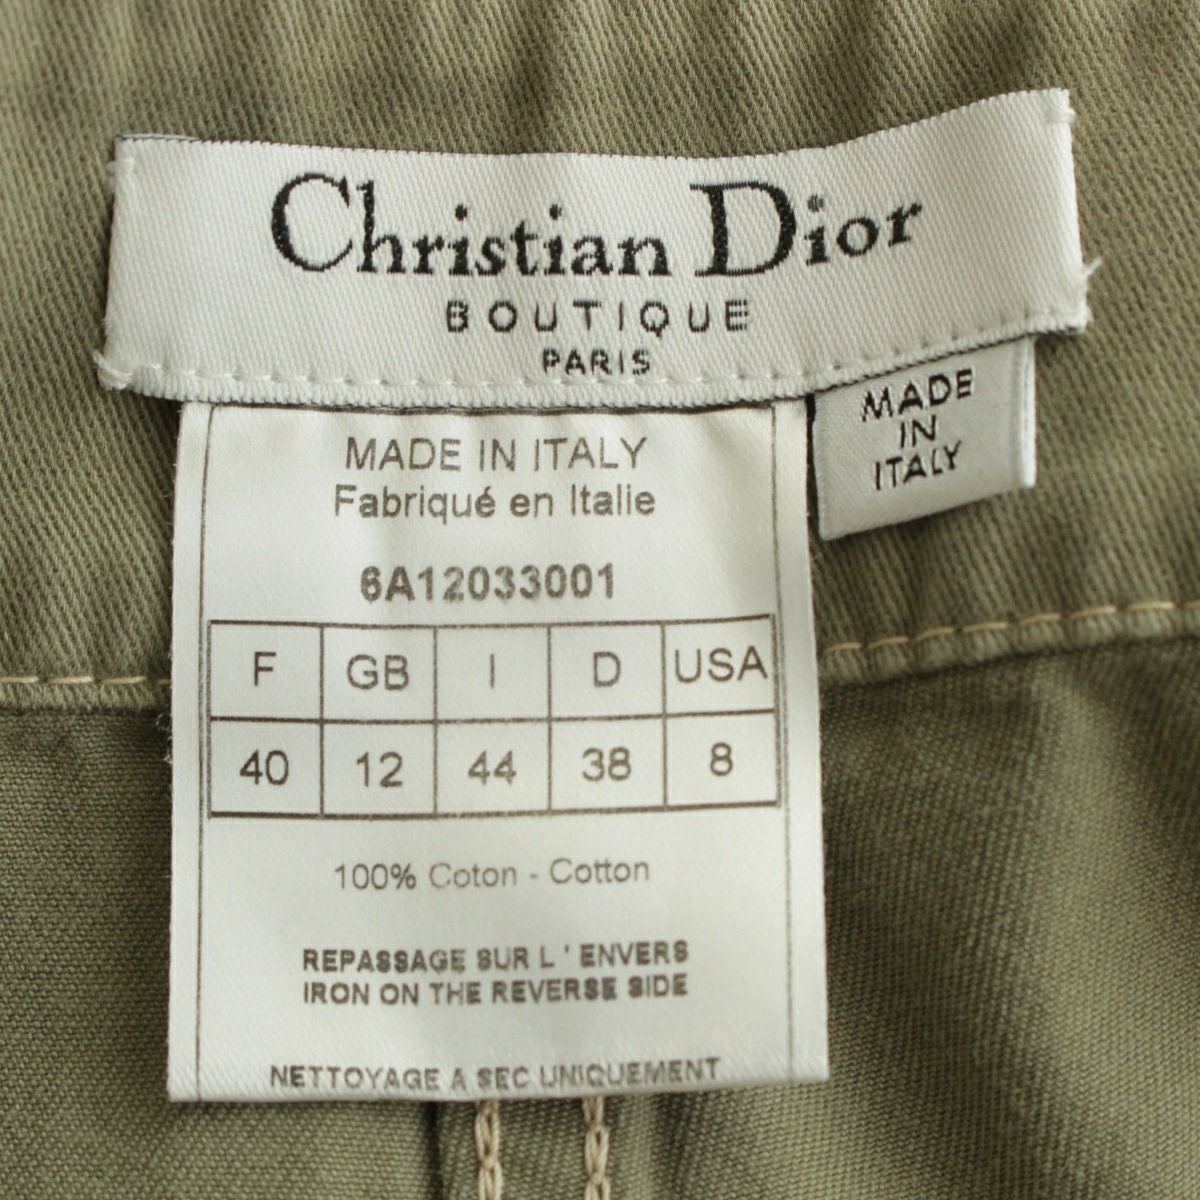 Christian Dior
BOUTIQUE
PARIS
MADE
IN
ITALY
MADE IN ITALY
Fabriqué en Italie
6A12033001
F GB I D USA
40 12 44 38 8
100% Coton - Cotton
REPASSAGE SUR L ' ENVERS
IRON ON THE REVERSE SIDE
NETTOYAGE A SEC UNIQUEMENT